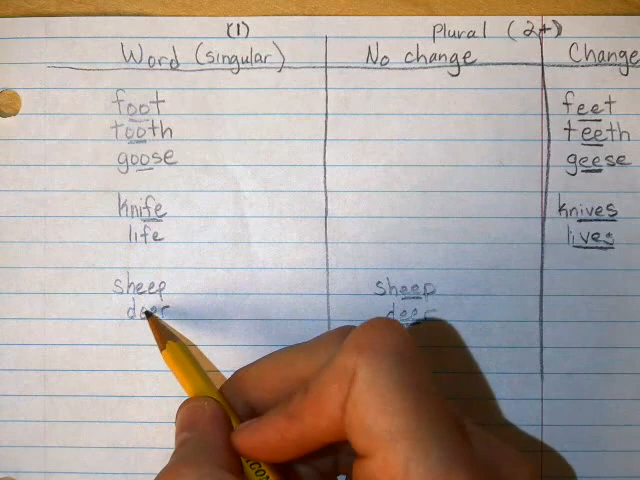 (1) Plural (2+)
Word (singular) No change Change
foot feet
tooth teeth
goose geese
knife knives
life lives
sheep sheep
deer deer